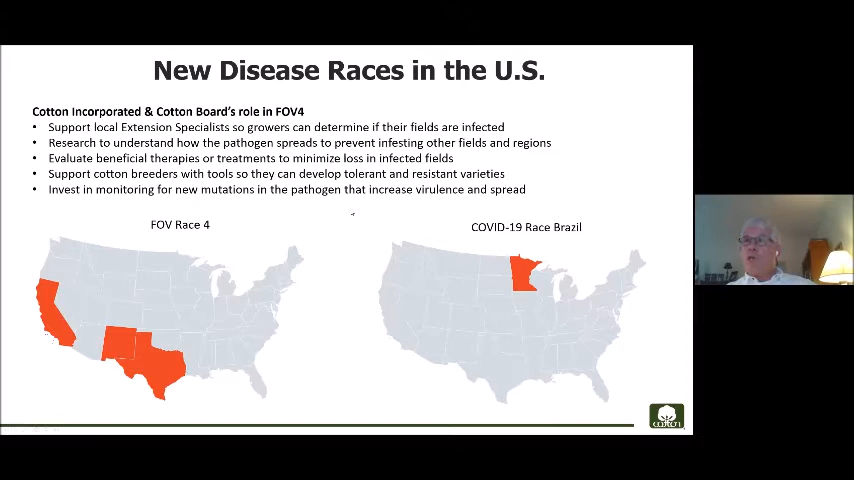 New Disease Races in the U.S.
Cotton Incorporated & Cotton Board's role in FOV4
• Support local Extension Specialists so growers can determine if their fields are infected
• Research to understand how the pathogen spreads to prevent infesting other fields and regions
• Evaluate beneficial therapies or treatments to minimize loss in infected fields
• Support cotton breeders with tools so they can develop tolerant and resistant varieties
• Invest in monitoring for new mutations in the pathogen that increase virulence and spread
FOV Race 4
COVID-19 Race Brazil
cotton